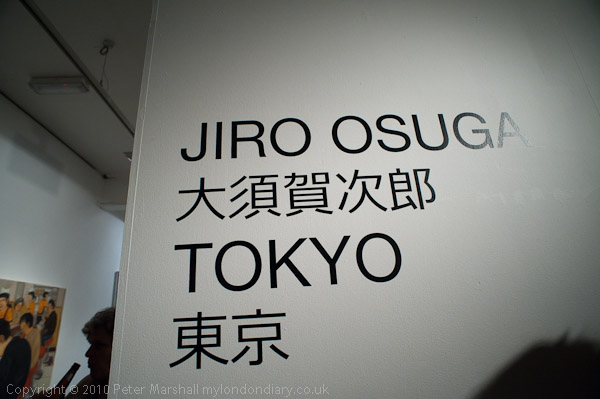 JIRO OSUGA
大須賀次郎
TOKYO
東京
Copyright © 2010 Peter Marshall mylondondiary.co.uk